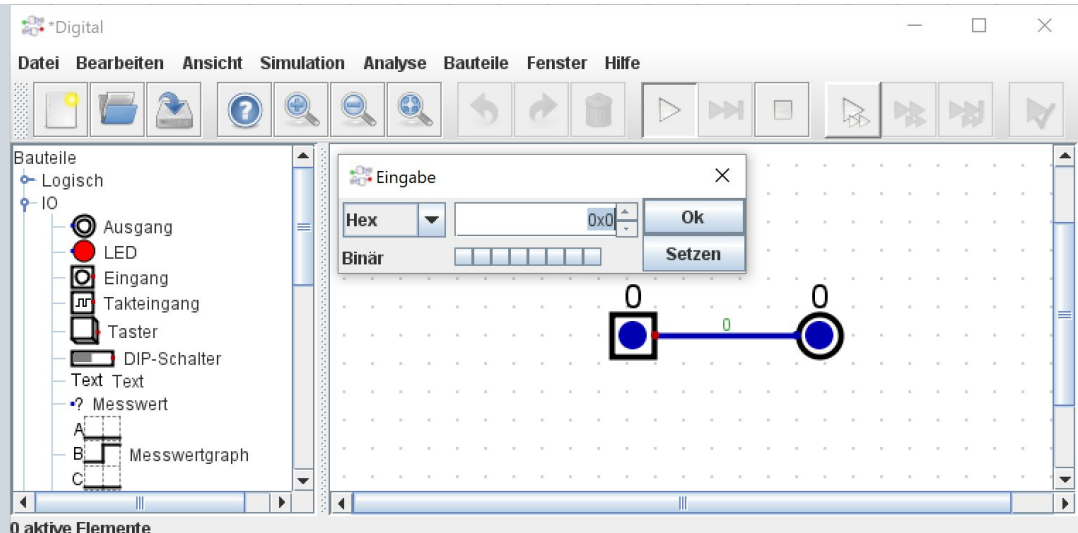 *Digital
Datei Bearbeiten Ansicht Simulation Analyse Bauteile Fenster Hilfe
Bauteile
Logisch
IO
Ausgang
LED
Eingang
Takteingang
Taster
DIP-Schalter
Text Text
? Messwert
A
B Messwertgraph
C
Eingabe
Hex 0x0 Ok
Binär Setzen
0 0
0
0 aktive Elemente